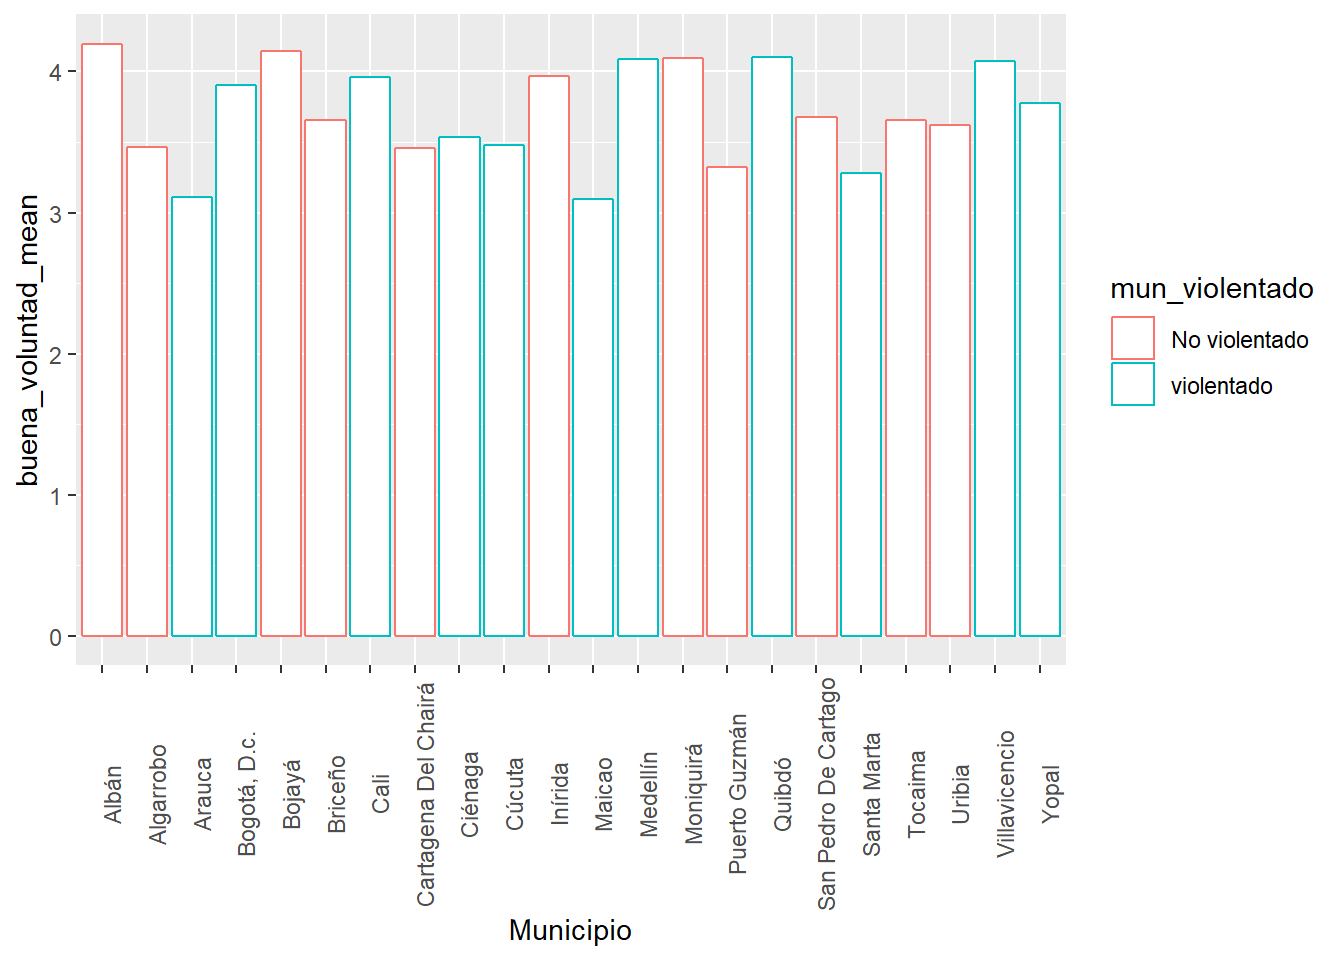 buena_voluntad_mean
4
3
2
1
0
Albán
Algarrobo
Arauca
Bogotá, D.c.
Bojayá
Briceño
Cali
Cartagena Del Chairá
Ciénaga
Cúcuta
Inírida
Maicao
Medellín
Moniquirá
Puerto Guzmán
Quibdó
San Pedro De Cartago
Santa Marta
Tocaima
Uribia
Villavicencio
Yopal
Municipio
mun_violentado
No violentado
violentado